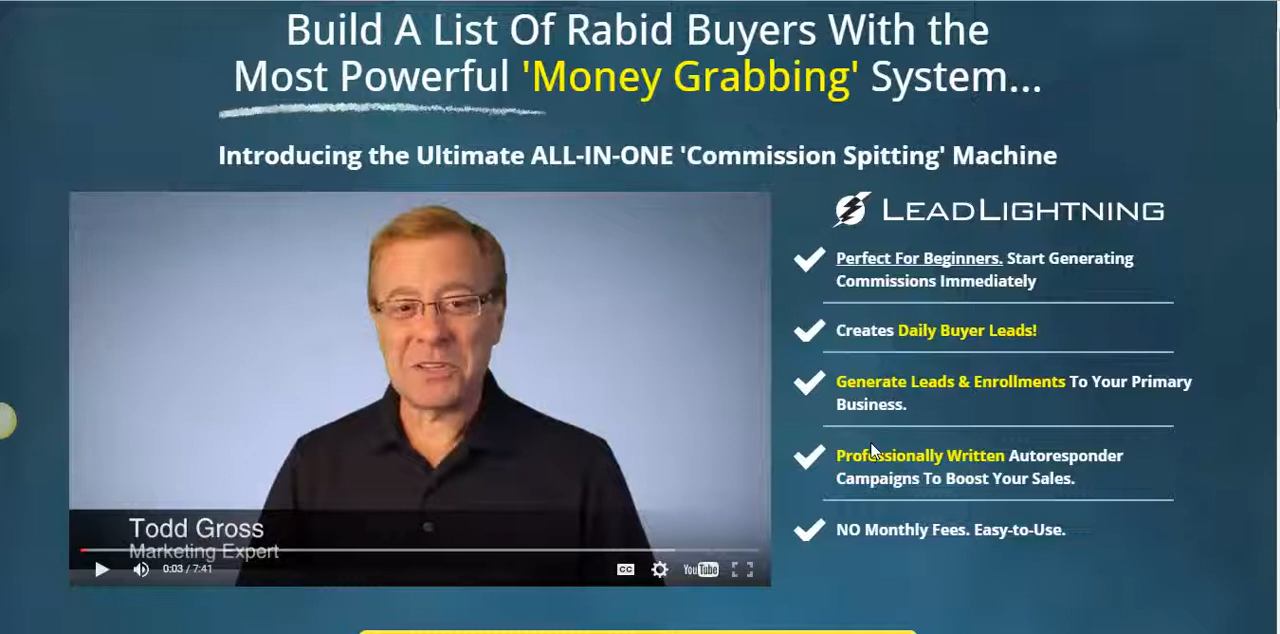 Build A List Of Rabid Buyers With the
Most Powerful 'Money Grabbing' System...
Introducing the Ultimate ALL-IN-ONE 'Commission Spitting' Machine
LEADLIGHTNING
Perfect For Beginners. Start Generating
Commissions Immediately
Creates Daily Buyer Leads!
Generate Leads & Enrollments To Your Primary
Business.
Professionally Written Autoresponder
Campaigns To Boost Your Sales.
NO Monthly Fees. Easy-to-Use.
Todd Gross
Marketing Expert
0:03 / 7:41
CC
YouTube